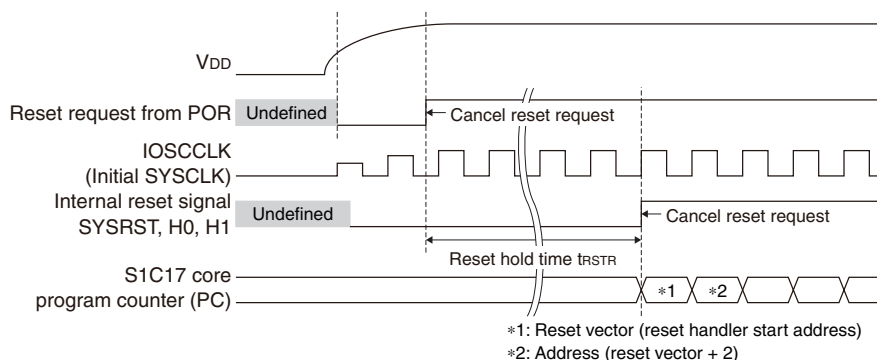 VDD
Reset request from POR
Undefined
Cancel reset request
IOSCCLK
(Initial SYSCLK)
Internal reset signal
SYSRST, H0, H1
Undefined
Cancel reset request
Reset hold time tRSTR
S1C17 core
program counter (PC)
*1
*2
*1: Reset vector (reset handler start address)
*2: Address (reset vector + 2)